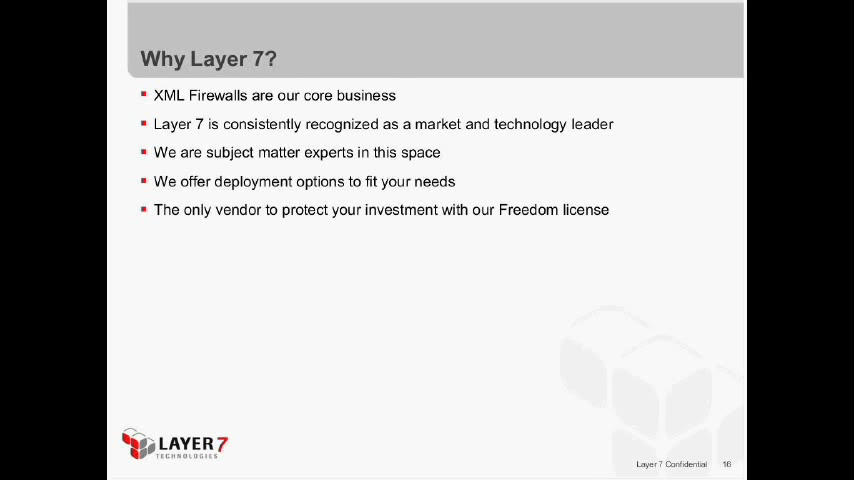 Why Layer 7?
XML Firewalls are our core business
Layer 7 is consistently recognized as a market and technology leader
We are subject matter experts in this space
We offer deployment options to fit your needs
The only vendor to protect your investment with our Freedom license
LAYER 7
TECHNOLOGIES
Layer 7 Confidential 16